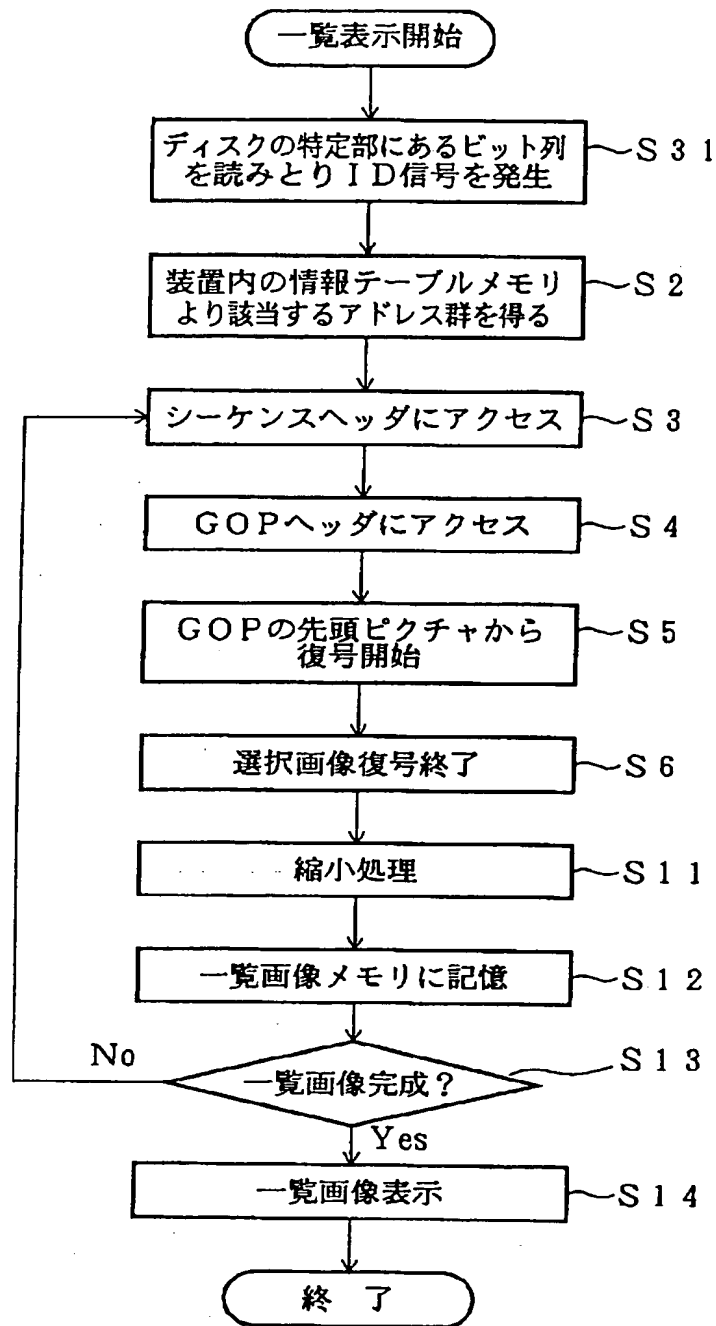 一覧表示開始
ディスクの特定部にあるビット列
を読みとりＩＤ信号を発生
Ｓ３１
装置内の情報テーブルメモリ
より該当するアドレス群を得る
Ｓ２
シーケンスヘッダにアクセス
Ｓ３
ＧＯＰヘッダにアクセス
Ｓ４
ＧＯＰの先頭ピクチャから
復号開始
Ｓ５
選択画像復号終了
Ｓ６
縮小処理
Ｓ１１
一覧画像メモリに記憶
Ｓ１２
No
一覧画像完成？
Ｓ１３
Yes
一覧画像表示
Ｓ１４
終 了